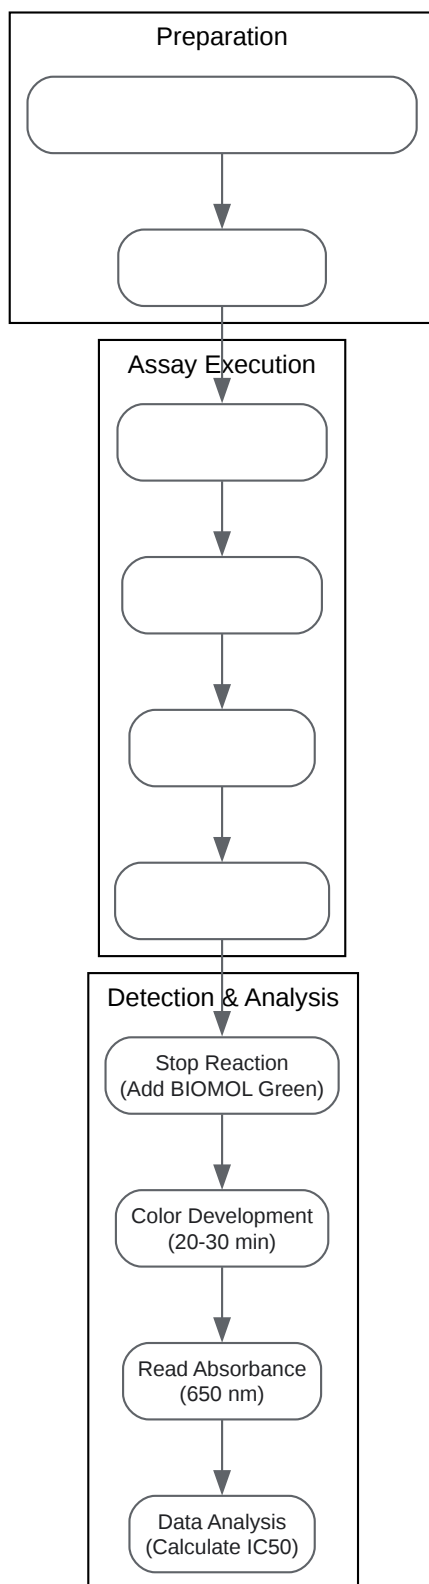 Preparation
Assay Execution
Detection & Analysis
Stop Reaction
(Add BIOMOL Green)
Color Development
(20-30 min)
Read Absorbance
(650 nm)
Data Analysis
(Calculate IC50)